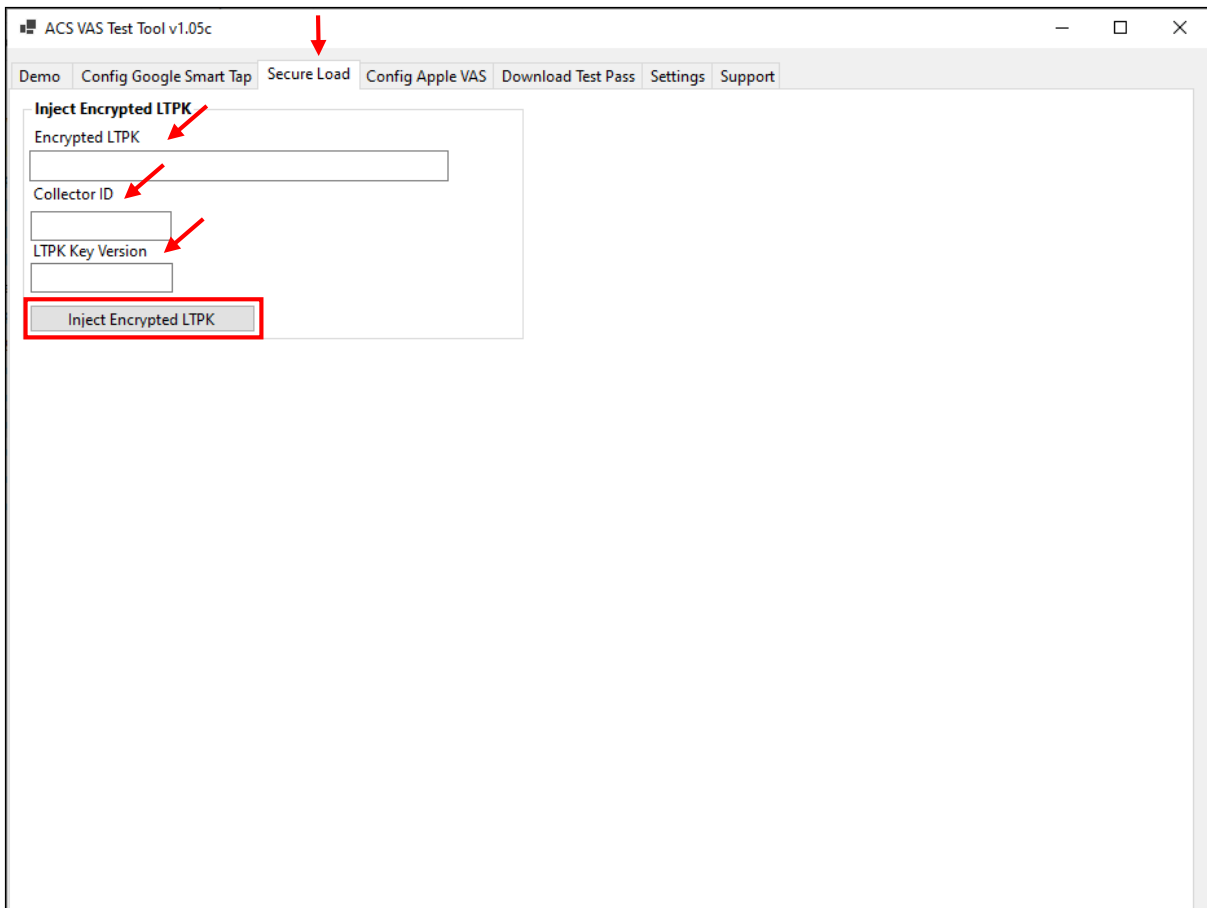 ACS VAS Test Tool v1.05c
Demo Config Google Smart Tap Secure Load Config Apple VAS Download Test Pass Settings Support
Inject Encrypted LTPK
Encrypted LTPK
Collector ID
LTPK Key Version
Inject Encrypted LTPK